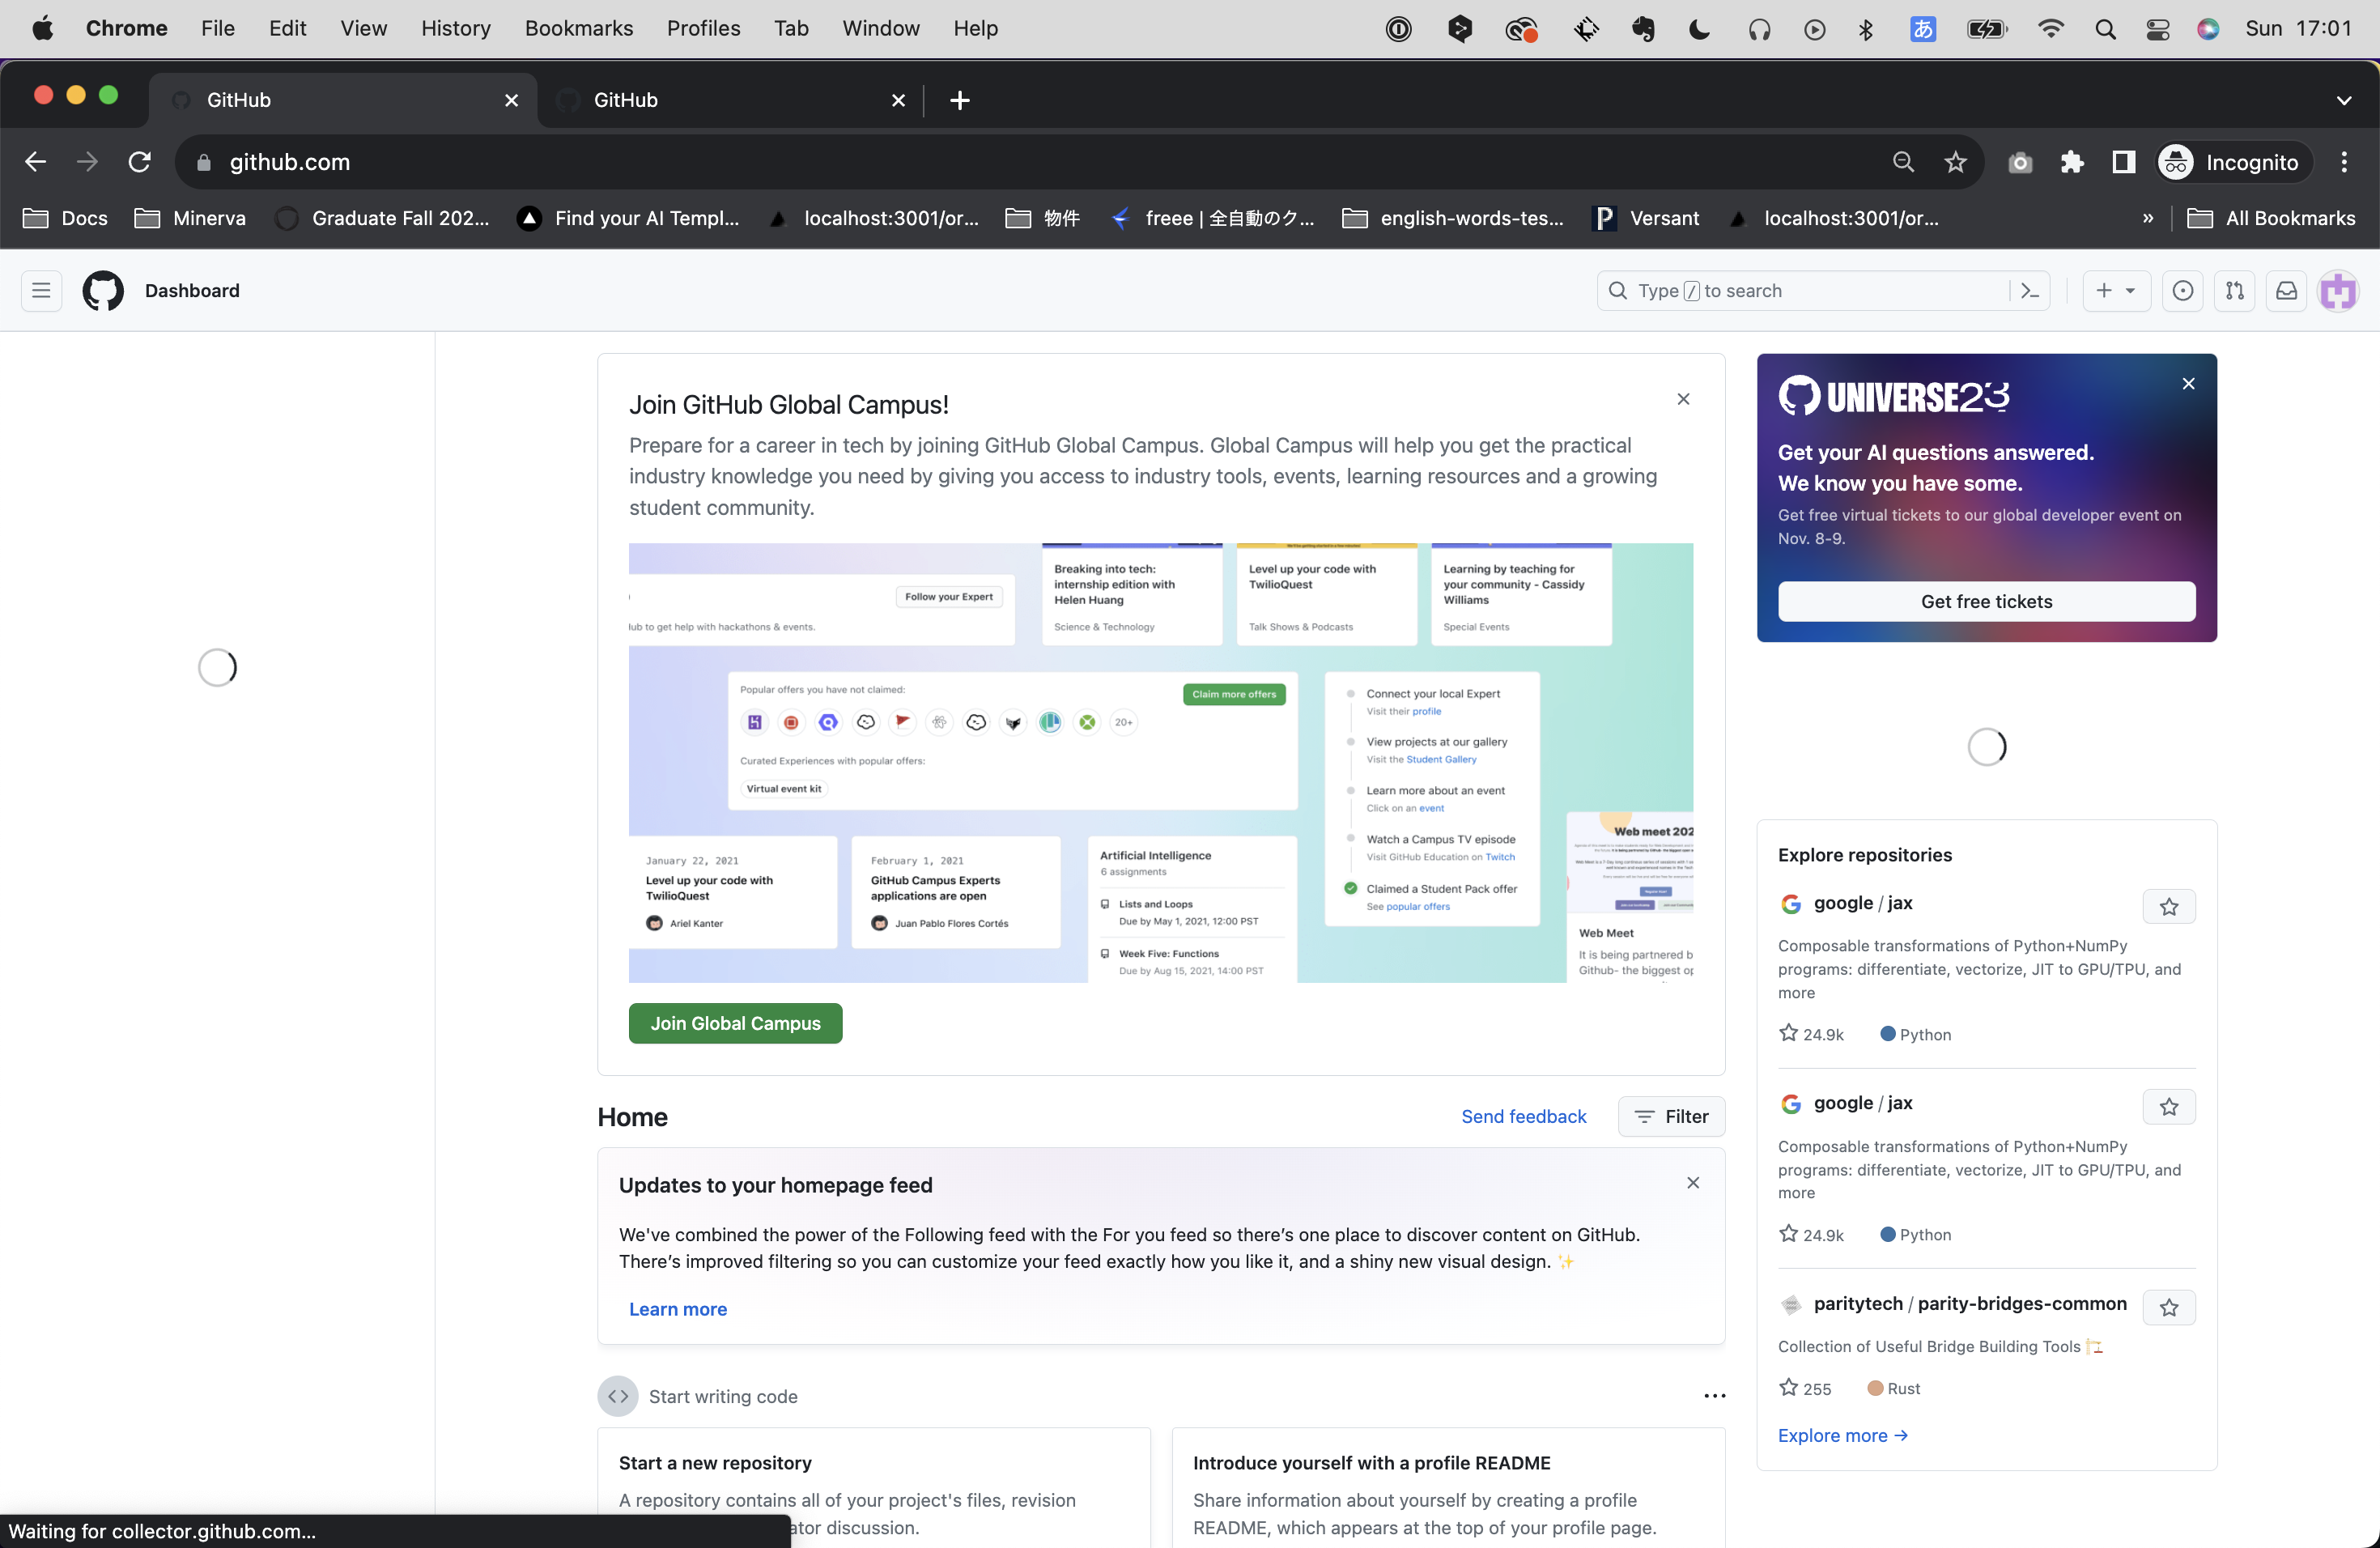 Chrome File Edit View History Bookmarks Profiles Tab Window Help
あ
Sun 17:01
GitHub
GitHub
github.com
Incognito
Docs
Minerva
Graduate Fall 202...
Find your AI Templ...
localhost:3001/or...
物件
freee | 全自動のク...
english-words-tes...
Versant
localhost:3001/or...
» All Bookmarks
Dashboard
Type / to search
Join GitHub Global Campus!
Prepare for a career in tech by joining GitHub Global Campus. Global Campus will help you get the practical
industry knowledge you need by giving you access to industry tools, events, learning resources and a growing
student community.
Follow your Expert
lub to get help with hackathons & events.
Breaking into tech:
internship edition with
Helen Huang
Science & Technology
Level up your code with
TwilioQuest
Talk Shows & Podcasts
Learning by teaching for
your community - Cassidy
Williams
Special Events
Popular offers you have not claimed:
Claim more offers
20+
Curated Experiences with popular offers:
Virtual event kit
Connect your local Expert
Visit their profile
View projects at our gallery
Visit the Student Gallery
Learn more about an event
Click on an event
Watch a Campus TV episode
Visit GitHub Education on Twitch
Claimed a Student Pack offer
See popular offers
January 22, 2021
Level up your code with
TwilioQuest
Ariel Kanter
February 1, 2021
GitHub Campus Experts
applications are open
Juan Pablo Flores Cortés
Artificial Intelligence
6 assignments
Lists and Loops
Due by May 1, 2021, 12:00 PST
Week Five: Functions
Due by Aug 15, 2021, 14:00 PST
Web meet 202
Web Meet
It is being partnered b
Github- the biggest op
Join Global Campus
Home
Send feedback
Filter
Updates to your homepage feed
We've combined the power of the Following feed with the For you feed so there’s one place to discover content on GitHub.
There’s improved filtering so you can customize your feed exactly how you like it, and a shiny new visual design. ✨
Learn more
Start writing code
Start a new repository
A repository contains all of your project's files, revision
ator discussion.
Introduce yourself with a profile README
Share information about yourself by creating a profile
README, which appears at the top of your profile page.
UNIVERSE23
Get your AI questions answered.
We know you have some.
Get free virtual tickets to our global developer event on
Nov. 8-9.
Get free tickets
Explore repositories
google / jax
Composable transformations of Python+NumPy
programs: differentiate, vectorize, JIT to GPU/TPU, and
more
24.9k Python
google / jax
Composable transformations of Python+NumPy
programs: differentiate, vectorize, JIT to GPU/TPU, and
more
24.9k Python
paritytech / parity-bridges-common
Collection of Useful Bridge Building Tools 🏗️
255 Rust
Explore more →
Waiting for collector.github.com...